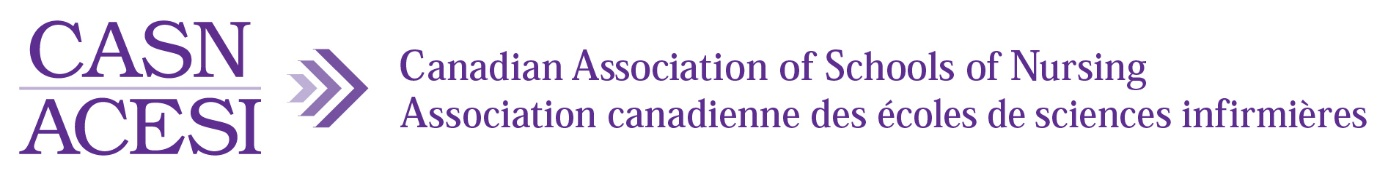 CASN
ACESI
Canadian Association of Schools of Nursing
Association canadienne des écoles de sciences infirmières